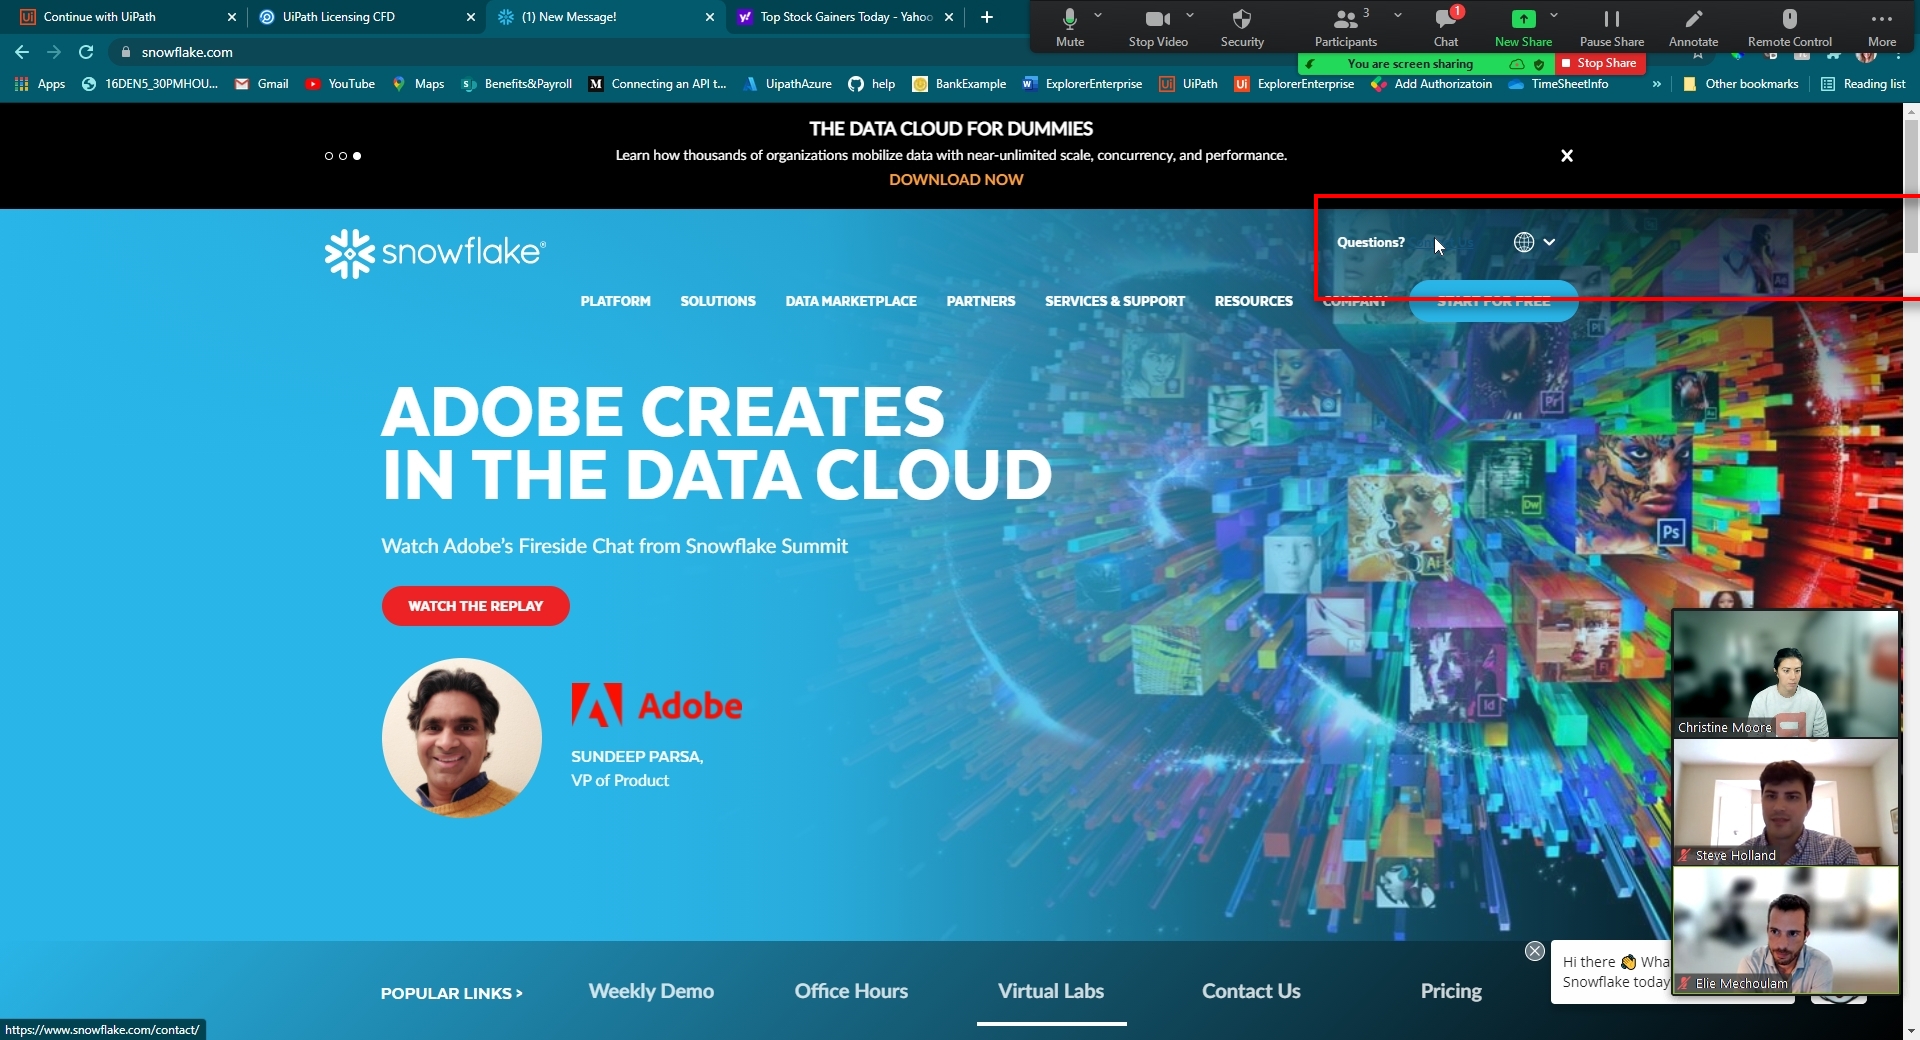 Continue with UiPath
UiPath Licensing CFD
(1) New Message!
Top Stock Gainers Today - Yahoo
Mute
Stop Video
Security
Participants
3
Chat
1
New Share
Pause Share
Annotate
Remote Control
More
snowflake.com
You are screen sharing
Stop Share
Apps
16DEN5_30PMHOU...
Gmail
YouTube
Maps
Benefits&Payroll
Connecting an API t...
UipathAzure
help
BankExample
ExplorerEnterprise
UiPath
ExplorerEnterprise
Add Authorizatoin
TimeSheetInfo
»
Other bookmarks
Reading list
THE DATA CLOUD FOR DUMMIES
Learn how thousands of organizations mobilize data with near-unlimited scale, concurrency, and performance.
DOWNLOAD NOW
snowflake®
Questions?
PLATFORM
SOLUTIONS
DATA MARKETPLACE
PARTNERS
SERVICES & SUPPORT
RESOURCES
COMPANY
START FOR FREE
ADOBE CREATES
IN THE DATA CLOUD
Watch Adobe's Fireside Chat from Snowflake Summit
WATCH THE REPLAY
Adobe
SUNDEEP PARSA,
VP of Product
Pl
Pr
Dw
Ps
Ai
Id
Christine Moore
Steve Holland
Elie Mechoulam
Hi there 👏 Wha
Snowflake today
POPULAR LINKS >
Weekly Demo
Office Hours
Virtual Labs
Contact Us
Pricing
https://www.snowflake.com/contact/